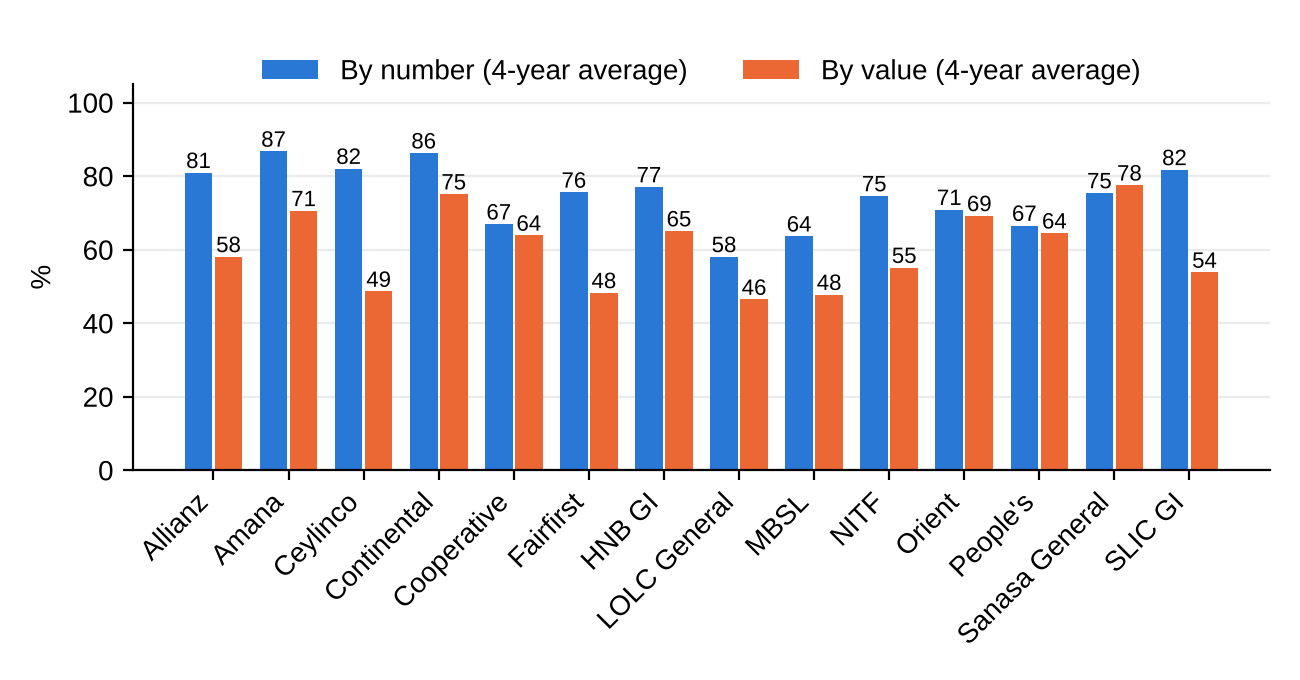 By number (4-year average) By value (4-year average)
%
100
80
60
40
20
0
81 58 87 71 82 49 86 75 67 64 76 48 77 65 58 46 64 48 75 55 71 69 67 64 75 78 82 54
Allianz
Amana
Ceylinco
Continental
Cooperative
Fairfirst
HNB GI
LOLC General
MBSL
NITF
Orient
People's
Sanasa General
SLIC GI